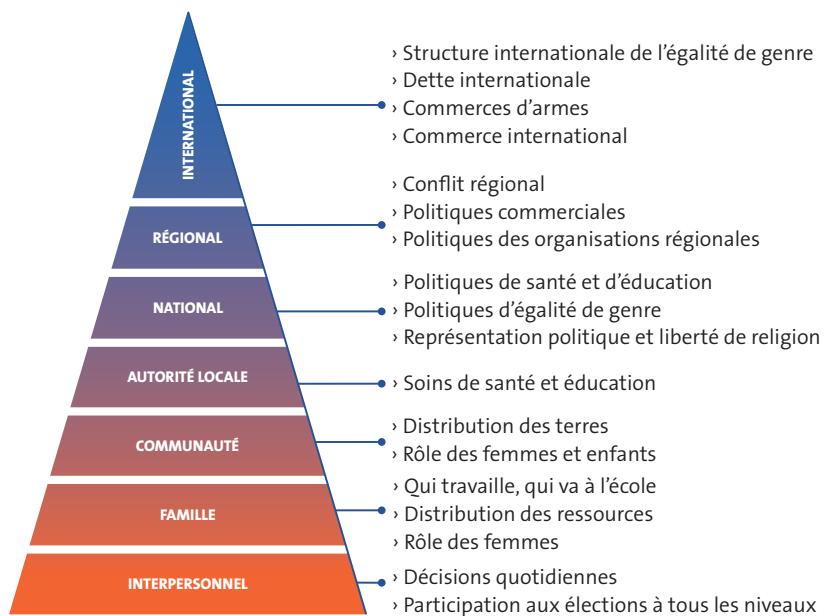 INTERNATIONAL
› Structure internationale de l’égalité de genre
› Dette internationale
› Commerces d’armes
› Commerce international
RÉGIONAL
› Conflit régional
› Politiques commerciales
› Politiques des organisations régionales
NATIONAL
› Politiques de santé et d’éducation
› Politiques d’égalité de genre
› Représentation politique et liberté de religion
AUTORITÉ LOCALE
› Soins de santé et éducation
COMMUNAUTÉ
› Distribution des terres
› Rôle des femmes et enfants
FAMILLE
› Qui travaille, qui va à l’école
› Distribution des ressources
› Rôle des femmes
INTERPERSONNEL
› Décisions quotidiennes
› Participation aux élections à tous les niveaux